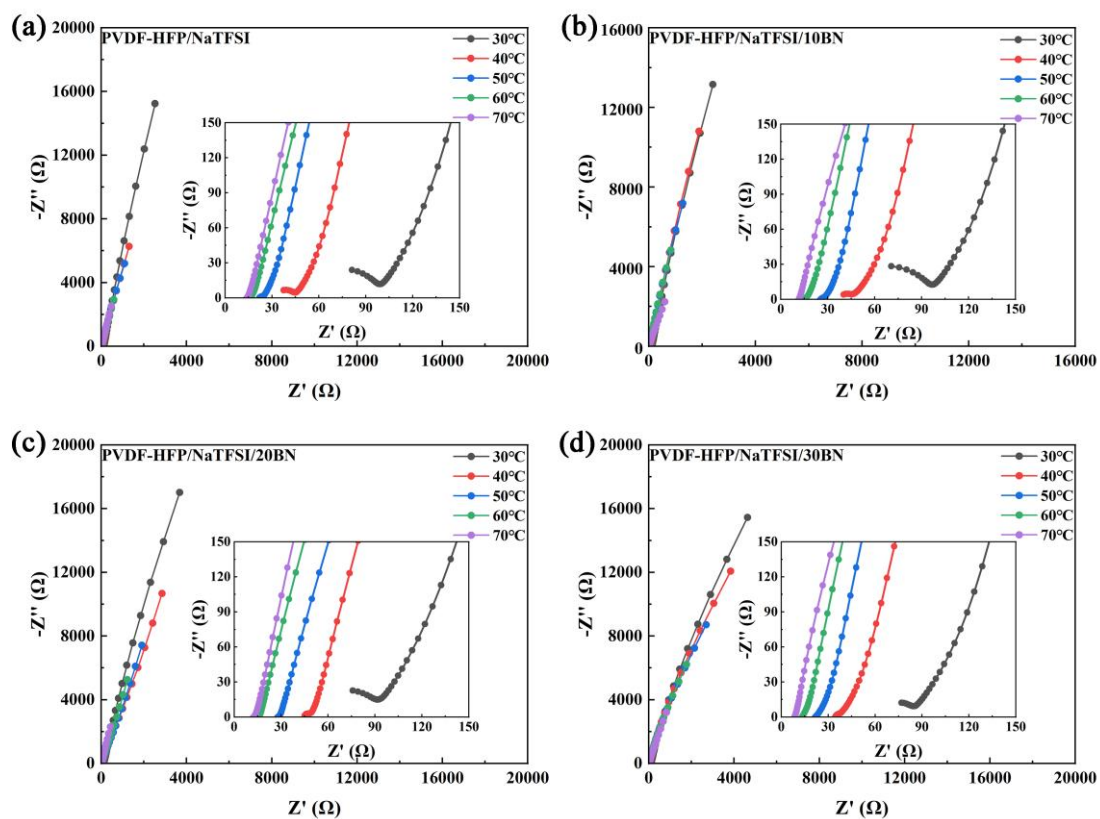 (a)
PVDF-HFP/NaTFSI
30°C
40°C
50°C
60°C
70°C
20000
16000
12000
8000
4000
0
-Z'' (Ω)
0 4000 8000 12000 16000 20000
Z' (Ω)
150
120
90
60
30
0
-Z'' (Ω)
0 30 60 90 120 150
Z' (Ω)
(b)
PVDF-HFP/NaTFSI/10BN
30°C
40°C
50°C
60°C
70°C
16000
12000
8000
4000
0
-Z'' (Ω)
0 4000 8000 12000 16000
Z' (Ω)
150
120
90
60
30
0
-Z'' (Ω)
0 30 60 90 120 150
Z' (Ω)
(c)
PVDF-HFP/NaTFSI/20BN
30°C
40°C
50°C
60°C
70°C
20000
16000
12000
8000
4000
0
-Z'' (Ω)
0 4000 8000 12000 16000 20000
Z' (Ω)
150
120
90
60
30
0
-Z'' (Ω)
0 30 60 90 120 150
Z' (Ω)
(d)
PVDF-HFP/NaTFSI/30BN
30°C
40°C
50°C
60°C
70°C
20000
16000
12000
8000
4000
0
-Z'' (Ω)
0 4000 8000 12000 16000 20000
Z' (Ω)
150
120
90
60
30
0
-Z'' (Ω)
0 30 60 90 120 150
Z' (Ω)